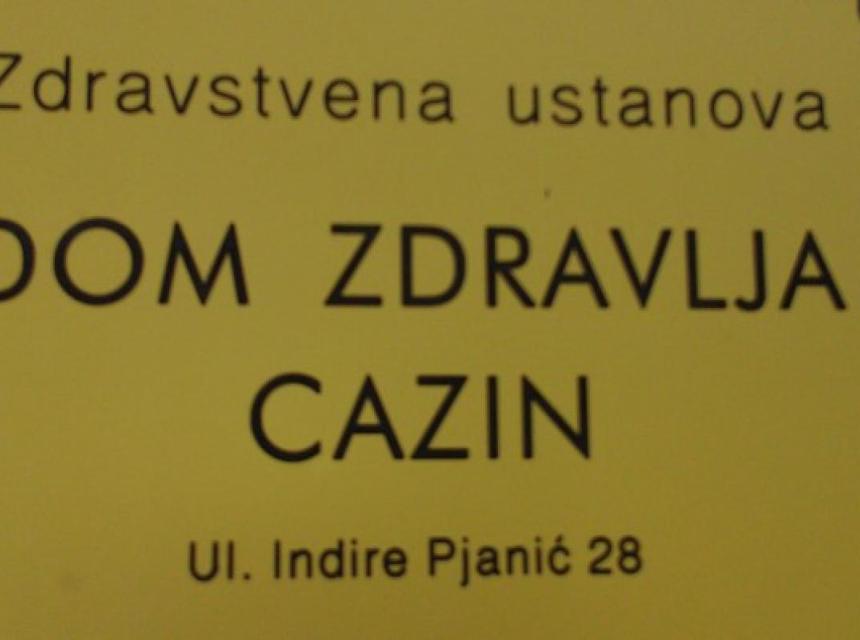 Zdravstvena ustanova
DOM ZDRAVLJA
CAZIN
Ul. Indire Pjanić 28